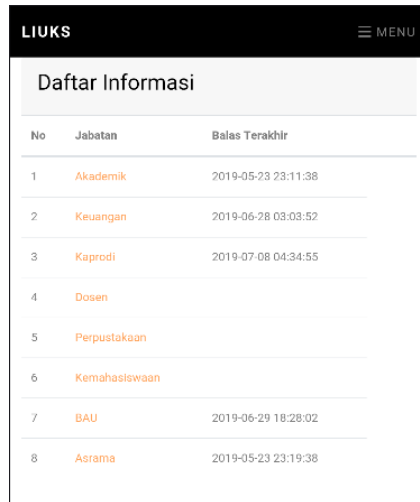 LIUKS MENU
Daftar Informasi
No Jabatan Balas Terakhir
1 Akademik 2019-05-23 23:11:38
2 Keuangan 2019-06-28 03:03:52
3 Kaprodi 2019-07-08 04:34:55
4 Dosen
5 Perpustakaan
6 Kemahasiswaan
7 BAU 2019-06-29 18:28:02
8 Asrama 2019-05-23 23:19:38